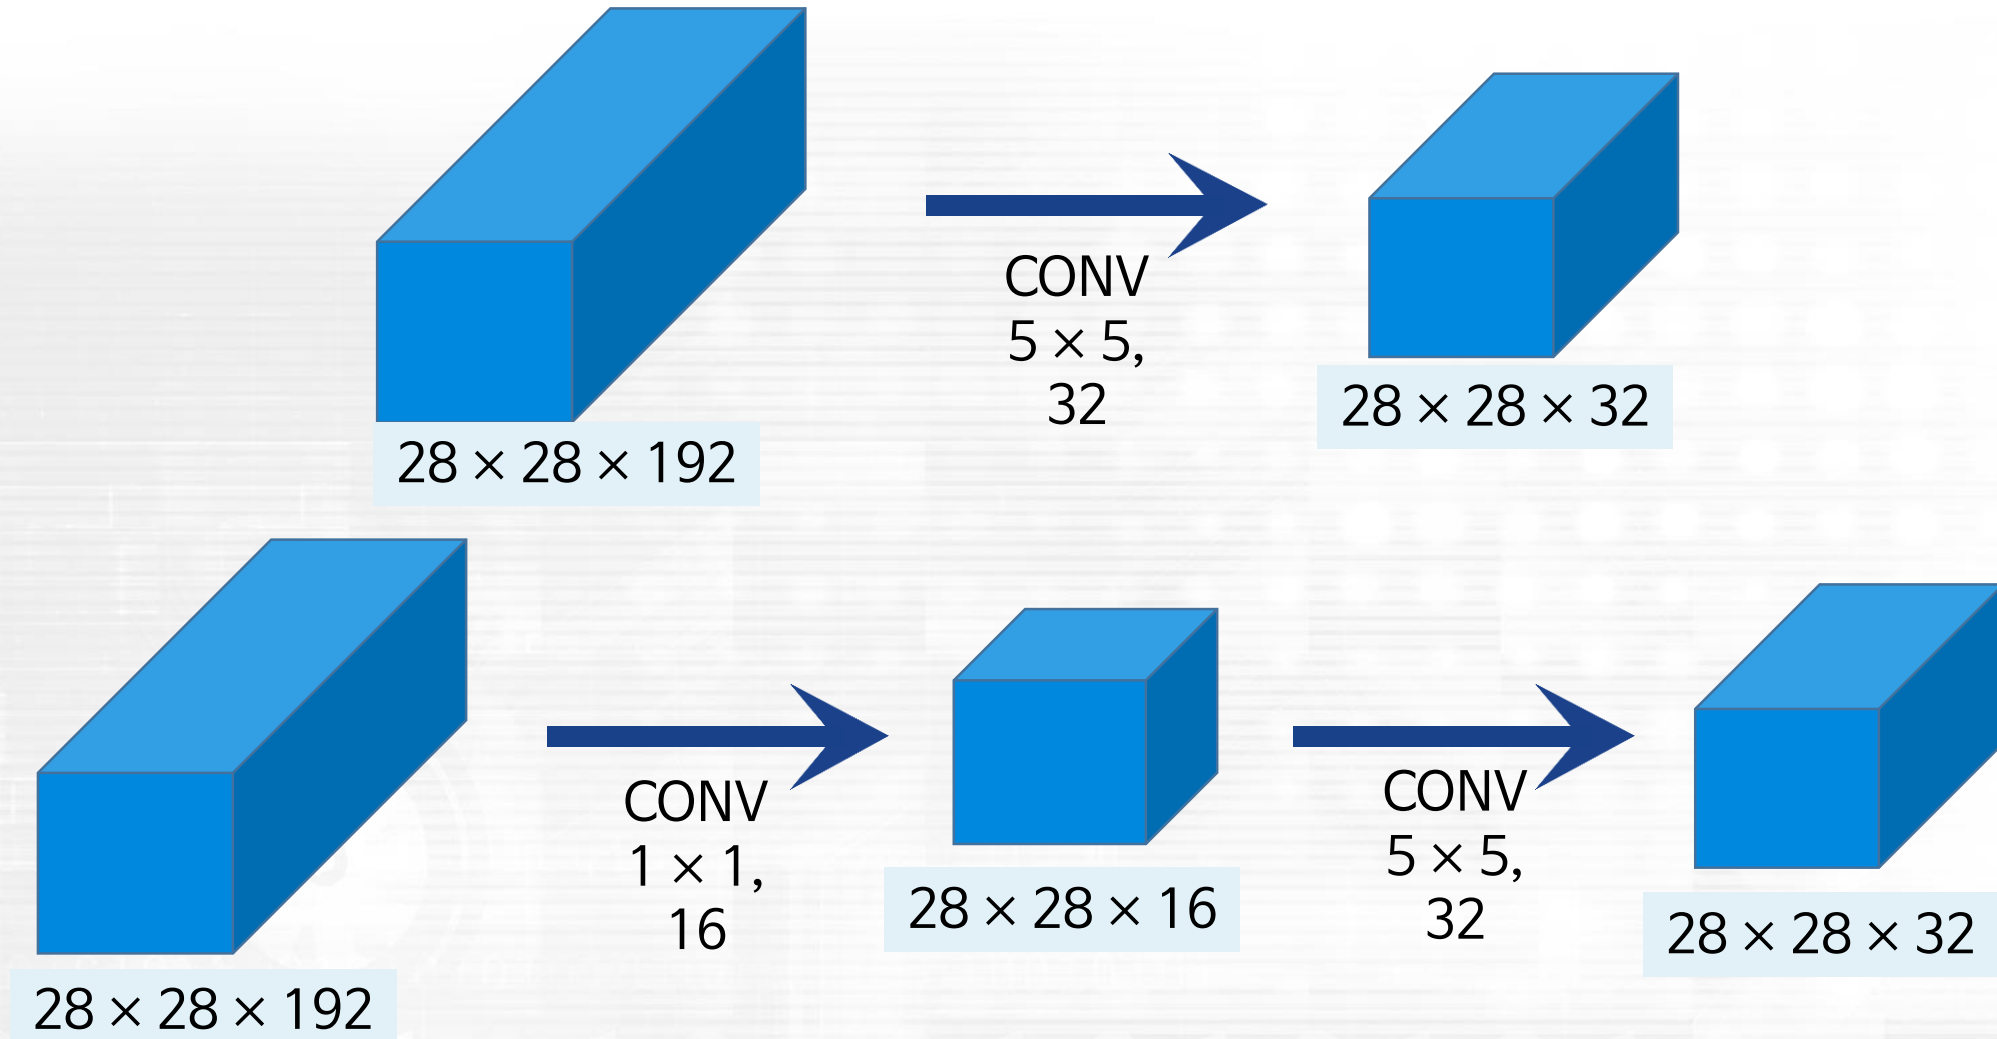 CONV
5 × 5,
32
28 × 28 × 32
28 × 28 × 192
CONV
1 × 1,
16
28 × 28 × 16
CONV
5 × 5,
32
28 × 28 × 32
28 × 28 × 192